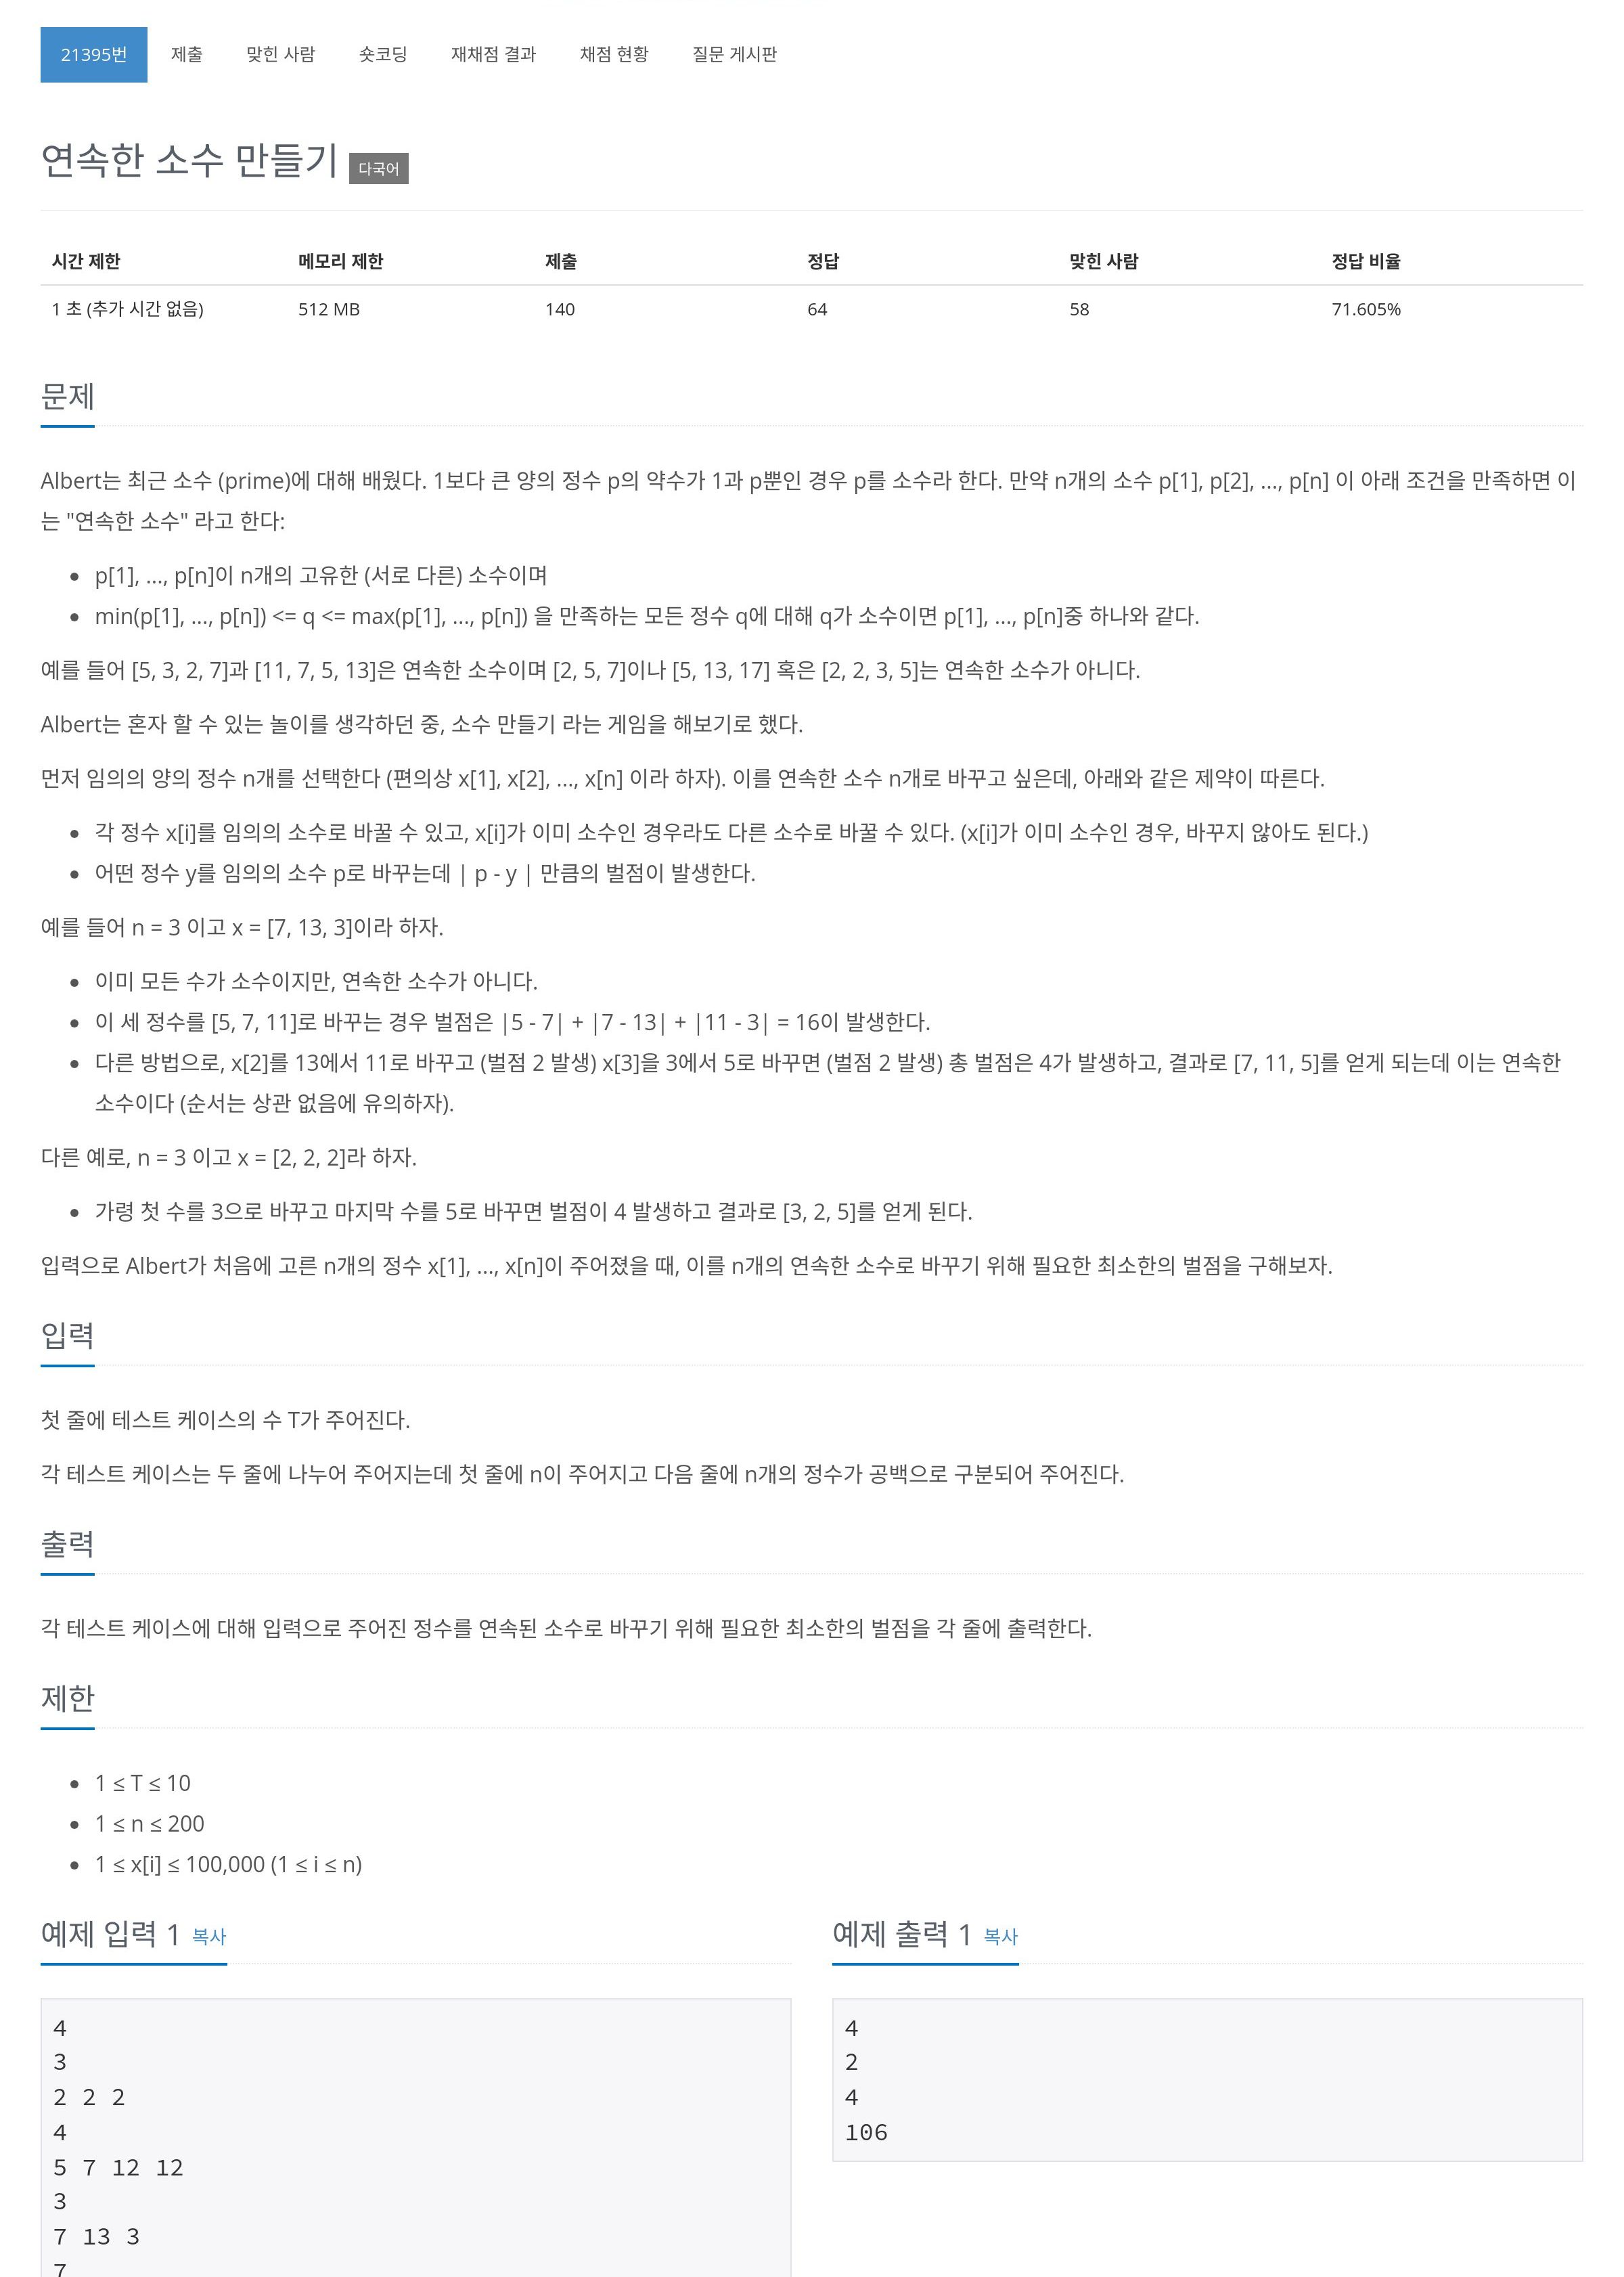 21395번 제출 맞힌 사람 숏코딩 재채점 결과 채점 현황 질문 게시판
연속한 소수 만들기 다국어
시간 제한 메모리 제한 제출 정답 맞힌 사람 정답 비율
1 초 (추가 시간 없음) 512 MB 140 64 58 71.605%
문제
Albert는 최근 소수 (prime)에 대해 배웠다. 1보다 큰 양의 정수 p의 약수가 1과 p뿐인 경우 p를 소수라 한다. 만약 n개의 소수 p[1], p[2], ..., p[n] 이 아래 조건을 만족하면 이
는 "연속한 소수" 라고 한다:
• p[1], ..., p[n]이 n개의 고유한 (서로 다른) 소수이며
• min(p[1], ..., p[n]) <= q <= max(p[1], ..., p[n]) 을 만족하는 모든 정수 q에 대해 q가 소수이면 p[1], ..., p[n]중 하나와 같다.
예를 들어 [5, 3, 2, 7]과 [11, 7, 5, 13]은 연속한 소수이며 [2, 5, 7]이나 [5, 13, 17] 혹은 [2, 2, 3, 5]는 연속한 소수가 아니다.
Albert는 혼자 할 수 있는 놀이를 생각하던 중, 소수 만들기 라는 게임을 해보기로 했다.
먼저 임의의 양의 정수 n개를 선택한다 (편의상 x[1], x[2], ..., x[n] 이라 하자). 이를 연속한 소수 n개로 바꾸고 싶은데, 아래와 같은 제약이 따른다.
• 각 정수 x[i]를 임의의 소수로 바꿀 수 있고, x[i]가 이미 소수인 경우라도 다른 소수로 바꿀 수 있다. (x[i]가 이미 소수인 경우, 바꾸지 않아도 된다.)
• 어떤 정수 y를 임의의 소수 p로 바꾸는데 | p - y | 만큼의 벌점이 발생한다.
예를 들어 n = 3 이고 x = [7, 13, 3]이라 하자.
• 이미 모든 수가 소수이지만, 연속한 소수가 아니다.
• 이 세 정수를 [5, 7, 11]로 바꾸는 경우 벌점은 |5 - 7| + |7 - 13| + |11 - 3| = 16이 발생한다.
• 다른 방법으로, x[2]를 13에서 11로 바꾸고 (벌점 2 발생) x[3]을 3에서 5로 바꾸면 (벌점 2 발생) 총 벌점은 4가 발생하고, 결과로 [7, 11, 5]를 얻게 되는데 이는 연속한
소수이다 (순서는 상관 없음에 유의하자).
다른 예로, n = 3 이고 x = [2, 2, 2]라 하자.
• 가령 첫 수를 3으로 바꾸고 마지막 수를 5로 바꾸면 벌점이 4 발생하고 결과로 [3, 2, 5]를 얻게 된다.
입력으로 Albert가 처음에 고른 n개의 정수 x[1], ..., x[n]이 주어졌을 때, 이를 n개의 연속한 소수로 바꾸기 위해 필요한 최소한의 벌점을 구해보자.
입력
첫 줄에 테스트 케이스의 수 T가 주어진다.
각 테스트 케이스는 두 줄에 나누어 주어지는데 첫 줄에 n이 주어지고 다음 줄에 n개의 정수가 공백으로 구분되어 주어진다.
출력
각 테스트 케이스에 대해 입력으로 주어진 정수를 연속된 소수로 바꾸기 위해 필요한 최소한의 벌점을 각 줄에 출력한다.
제한
• 1 ≤ T ≤ 10
• 1 ≤ n ≤ 200
• 1 ≤ x[i] ≤ 100,000 (1 ≤ i ≤ n)
예제 입력 1 복사
4
3
2 2 2
4
5 7 12 12
3
7 13 3
7
예제 출력 1 복사
4
2
4
106